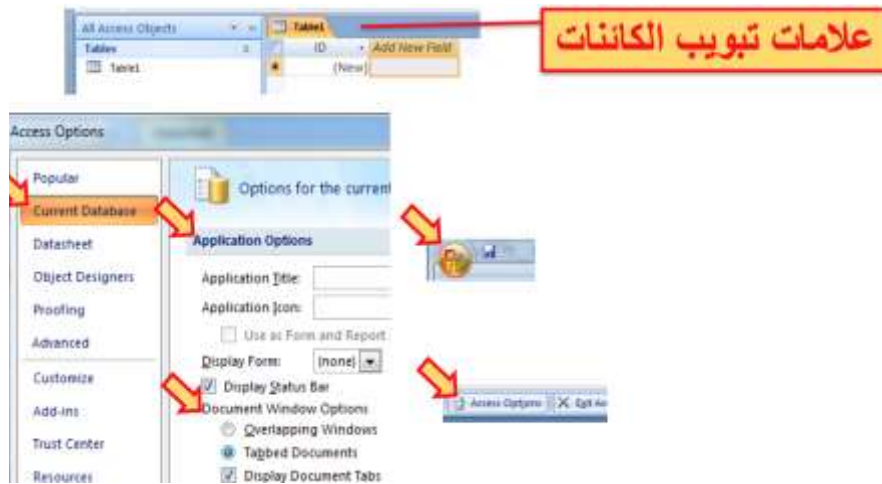 All Access Objects
Table1
Tables
ID
Add New Field
Table1
(New)
علامات تبويب الكائنات
Access Options
Popular
Current Database
Datasheet
Object Designers
Proofing
Advanced
Customize
Add-ins
Trust Center
Resources
Options for the current
Application Options
Application Title:
Application Icon:
Use as Form and Report
Display Form:
(none)
Display Status Bar
Document Window Options
Overlapping Windows
Tabbed Documents
Display Document Tabs
Access Options
Exit Ac